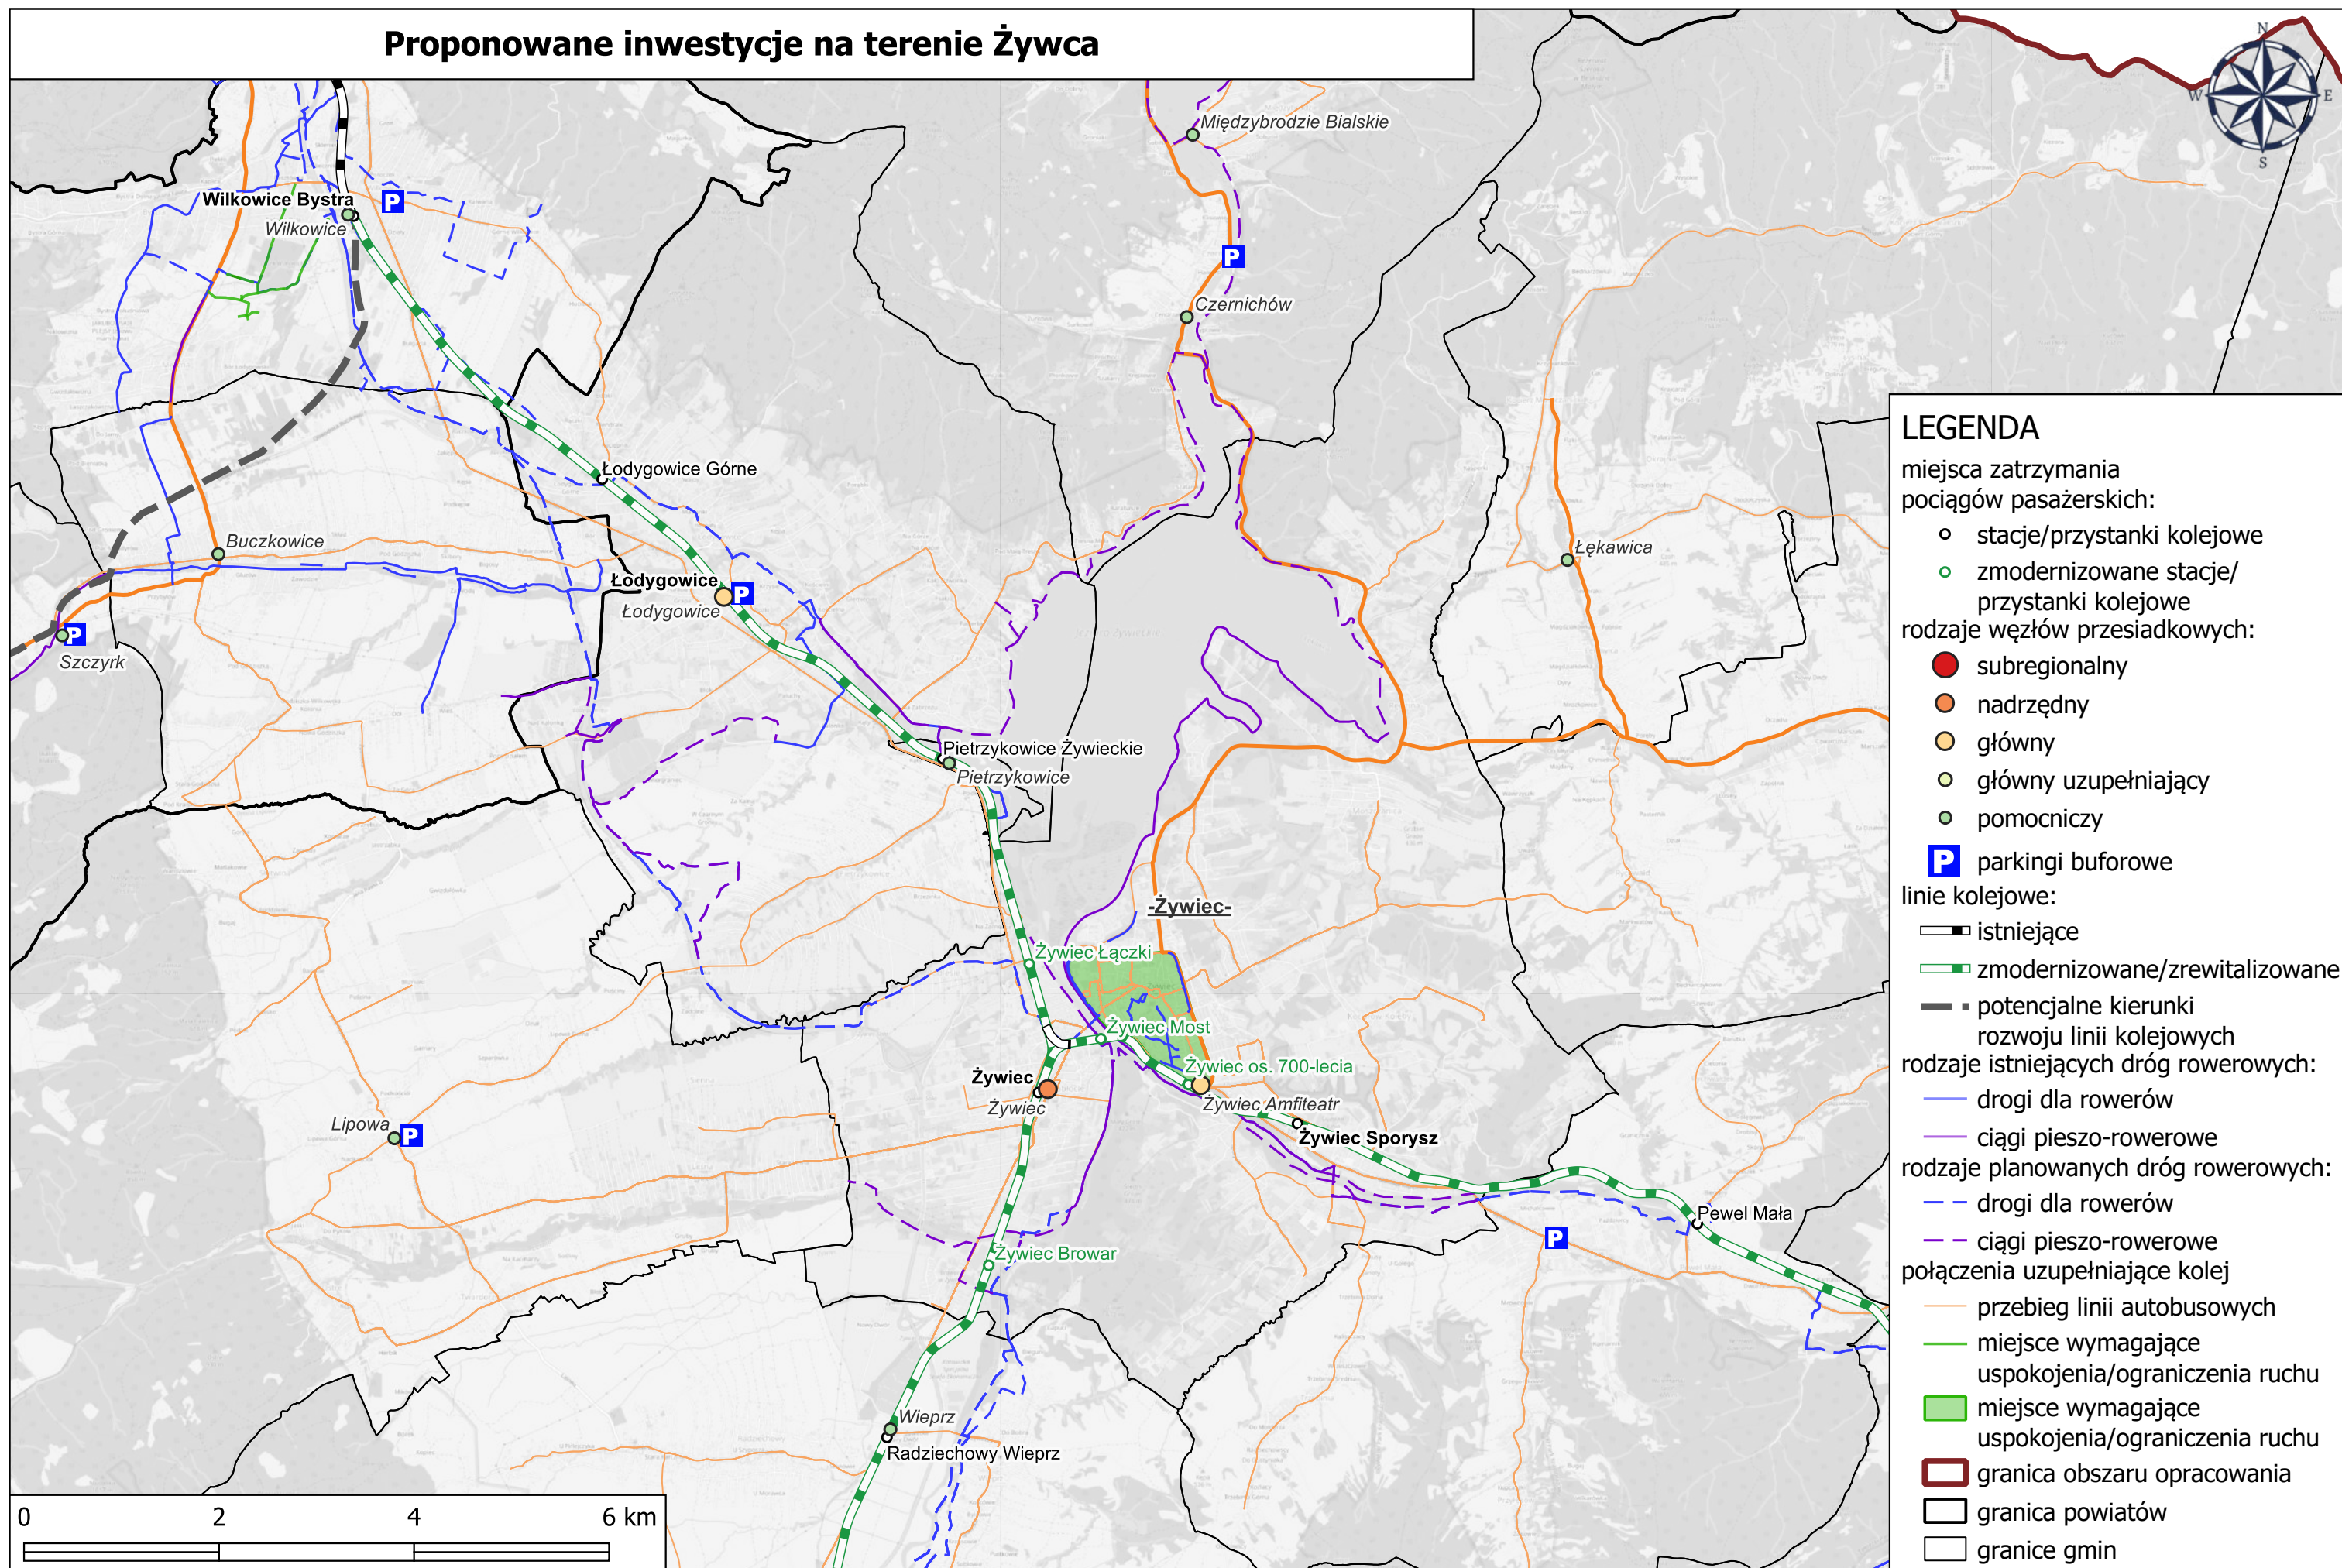 Proponowane inwestycje na terenie Żywca
N
W
E
S
Międzybrodzie Bialskie
Wilkowice Bystra
P
Wilkowice
P
Czernichów
Łodygowice Górne
Buczkowice
Łękawica
Łodygowice
P
Łodygowice
P
Szczyrk
Pietrzykowice Żywieckie
Pietrzykowice
-Żywiec-
Żywiec Łączki
Żywiec Most
Żywiec os. 700-lecia
Żywiec
Żywiec
Żywiec Amfiteatr
Lipowa
P
Żywiec Sporysz
Pewel Mała
P
Żywiec Browar
Wieprz
Radziechowy Wieprz
0 2 4 6 km
LEGENDA
miejsca zatrzymania
pociągów pasażerskich:
stacje/przystanki kolejowe
zmodernizowane stacje/
przystanki kolejowe
rodzaje węzłów przesiadkowych:
subregionalny
nadrzędny
główny
główny uzupełniający
pomocniczy
P parkingi buforowe
linie kolejowe:
istniejące
zmodernizowane/zrewitalizowane
potencjalne kierunki
rozwoju linii kolejowych
rodzaje istniejących dróg rowerowych:
drogi dla rowerów
ciągi pieszo-rowerowe
rodzaje planowanych dróg rowerowych:
drogi dla rowerów
ciągi pieszo-rowerowe
połączenia uzupełniające kolej
przebieg linii autobusowych
miejsce wymagające
uspokojenia/ograniczenia ruchu
miejsce wymagające
uspokojenia/ograniczenia ruchu
granica obszaru opracowania
granica powiatów
granice gmin